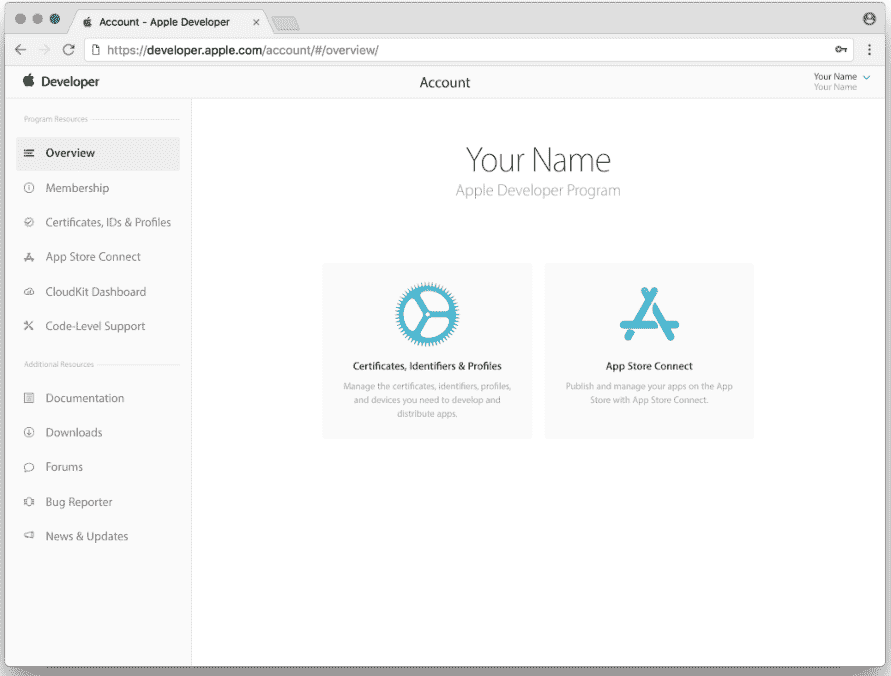 Account - Apple Developer
https://developer.apple.com/account/#/overview/
Developer
Account
Your Name
Your Name
Program Resources
Overview
Membership
Certificates, IDs & Profiles
App Store Connect
CloudKit Dashboard
Code-Level Support
Additional Resources
Documentation
Downloads
Forums
Bug Reporter
News & Updates
Your Name
Apple Developer Program
Certificates, Identifiers & Profiles
Manage the certificates, identifiers, profiles,
and devices you need to develop and
distribute apps.
App Store Connect
Publish and manage your apps on the App
Store with App Store Connect.